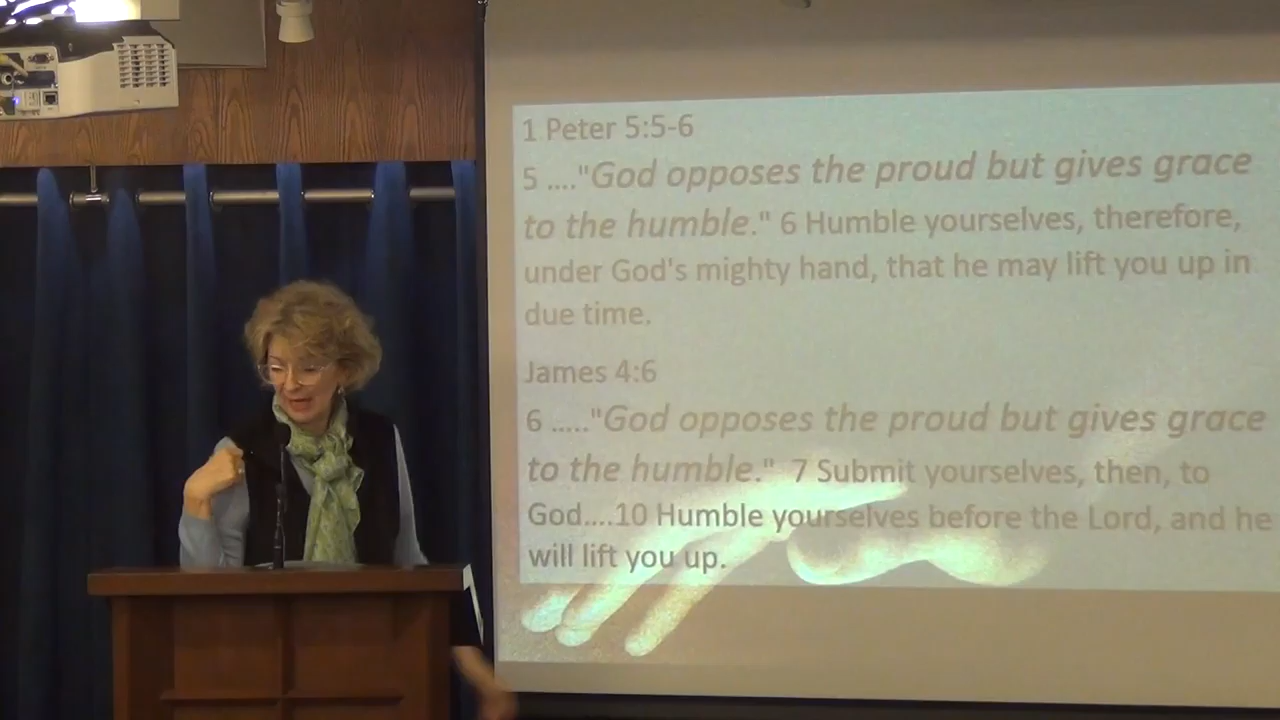 1 Peter 5:5-6
5 ...."God opposes the proud but gives grace
to the humble." 6 Humble yourselves, therefore,
under God's mighty hand, that he may lift you up in
due time.
James 4:6
6 ....."God opposes the proud but gives grace
to the humble."  7 Submit yourselves, then, to
God....10 Humble yourselves before the Lord, and he
will lift you up.